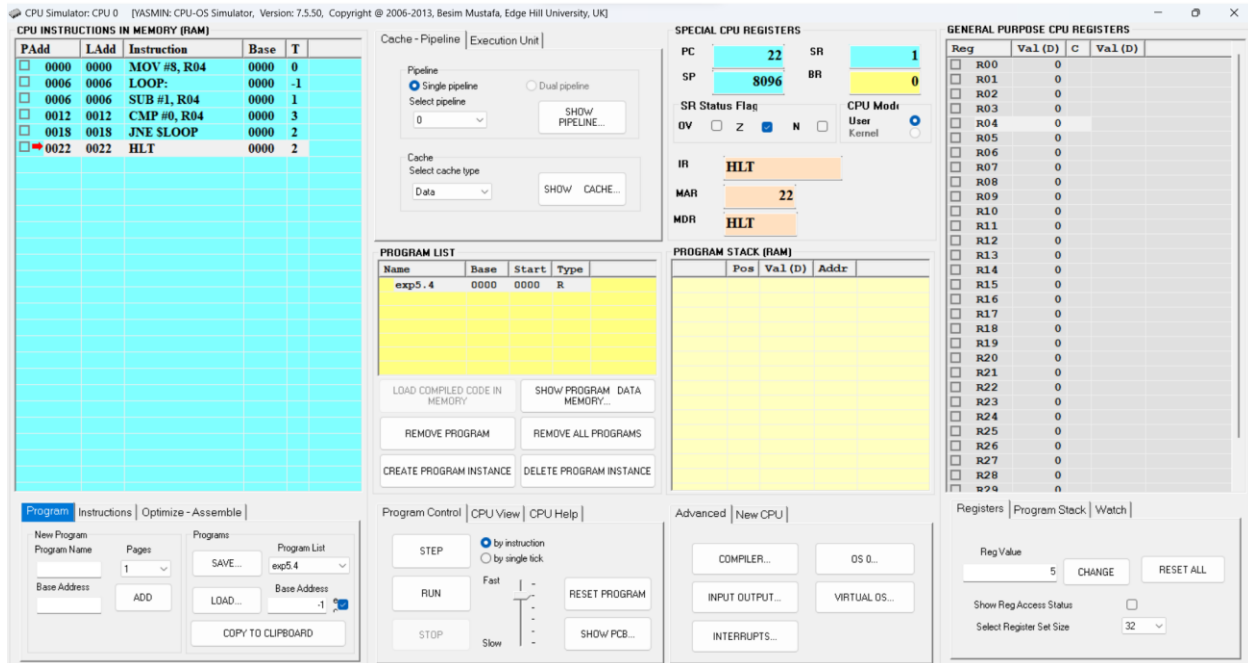 CPU Simulator: CPU 0 [YASMIN: CPU-OS Simulator, Version: 7.5.50, Copyright @ 2006-2013, Besim Mustafa, Edge Hill University, UK]
CPU INSTRUCTIONS IN MEMORY (RAM)
PAdd LAdd Instruction Base T
0000 0000 MOV #8, R04 0000 0
0006 0006 LOOP: 0000 -1
0006 0006 SUB #1, R04 0000 1
0012 0012 CMP #0, R04 0000 3
0018 0018 JNE $LOOP 0000 2
0022 0022 HLT 0000 2
Cache - Pipeline Execution Unit
Pipeline
Single pipeline Dual pipeline
Select pipeline
0
SHOW
PIPELINE...
Cache
Select cache type
Data
SHOW CACHE...
SPECIAL CPU REGISTERS
PC 22 SR 1
SP 8096 BR 0
SR Status Flag
OV Z N
CPU Mode
User
Kernel
IR HLT
MAR 22
MDR HLT
GENERAL PURPOSE CPU REGISTERS
Reg Val(D) C Val(D)
R00 0
R01 0
R02 0
R03 0
R04 0
R05 0
R06 0
R07 0
R08 0
R09 0
R10 0
R11 0
R12 0
R13 0
R14 0
R15 0
R16 0
R17 0
R18 0
R19 0
R20 0
R21 0
R22 0
R23 0
R24 0
R25 0
R26 0
R27 0
R28 0
R29 0
PROGRAM LIST
Name Base Start Type
exp5.4 0000 0000 R
LOAD COMPILED CODE IN
MEMORY
SHOW PROGRAM DATA
MEMORY...
REMOVE PROGRAM
REMOVE ALL PROGRAMS
CREATE PROGRAM INSTANCE
DELETE PROGRAM INSTANCE
PROGRAM STACK (RAM)
Pos Val(D) Addr
Program Instructions Optimize - Assemble
New Program
Program Name Pages
1
Base Address
ADD
Programs
SAVE...
Program List
exp5.4
LOAD...
Base Address
-1
COPY TO CLIPBOARD
Program Control CPU View CPU Help
STEP
by instruction
by single tick
RUN
Fast
Slow
RESET PROGRAM
STOP
SHOW PCB...
Advanced New CPU
COMPILER...
OS 0...
INPUT OUTPUT...
VIRTUAL OS...
INTERRUPTS...
Registers Program Stack Watch
Reg Value
5
CHANGE
RESET ALL
Show Reg Access Status
Select Register Set Size 32